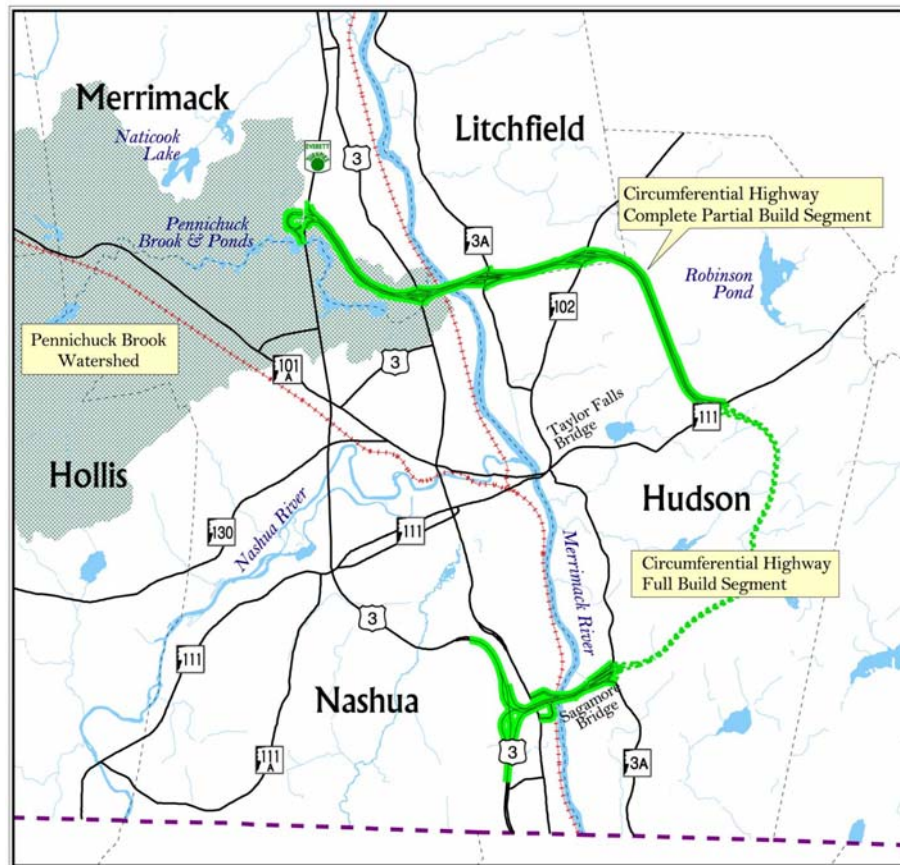 Merrimack
Naticook
Lake
EVERETT
3
Litchfield
Circumferential Highway
Complete Partial Build Segment
Pennichuck
Brook & Ponds
3A
Robinson
Pond
102
Pennichuck Brook
Watershed
3
101
A
Taylor Falls
Bridge
111
Hollis
Hudson
130
Nashua River
111
Merrimack
River
Circumferential Highway
Full Build Segment
3
111
Nashua
Sagamore
Bridge
3
111
A
3A